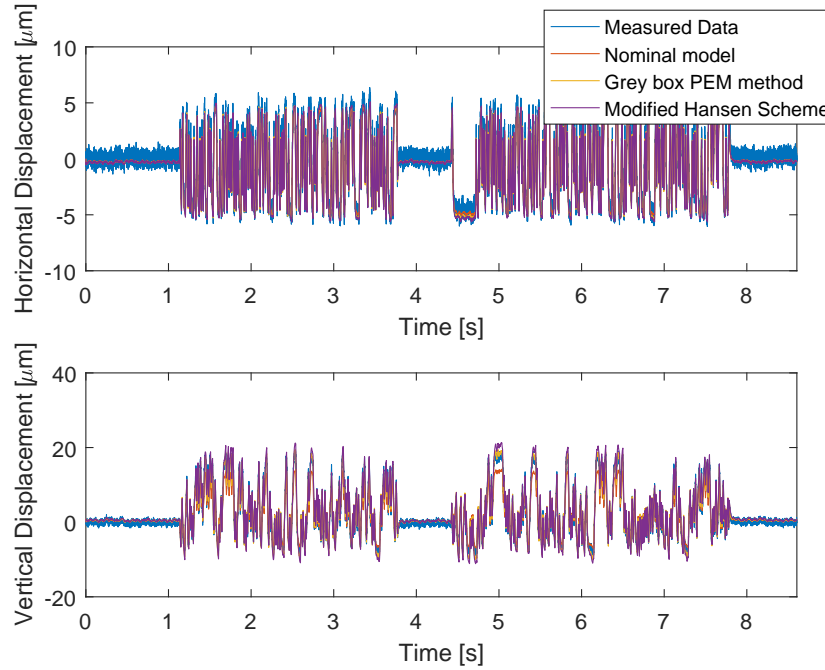 Measured Data
Nominal model
Grey box PEM method
Modified Hansen Scheme
Horizontal Displacement [μm]
10
5
0
-5
-10
0 1 2 3 4 5 6 7 8
Time [s]
Vertical Displacement [μm]
40
20
0
-20
0 1 2 3 4 5 6 7 8
Time [s]